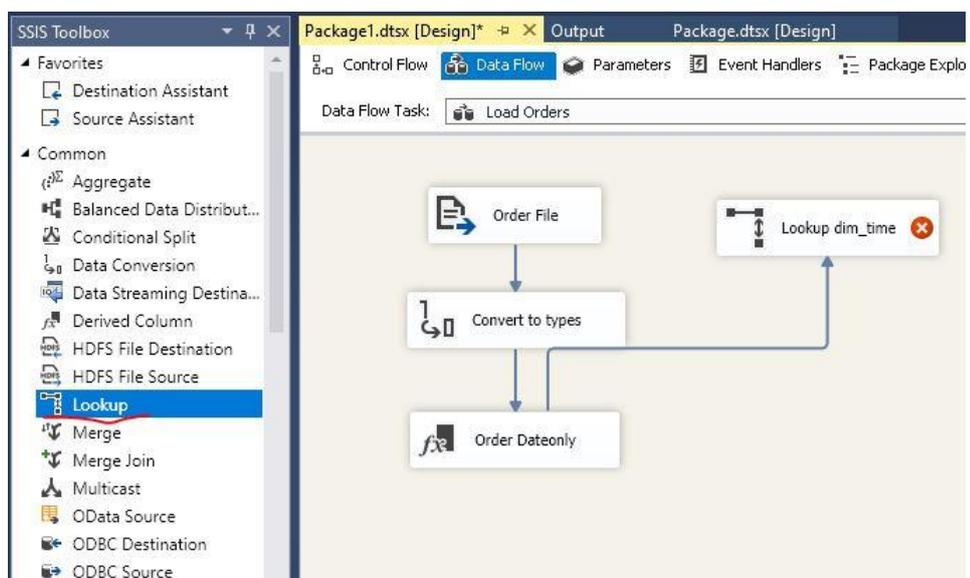 SSIS Toolbox
Favorites
Destination Assistant
Source Assistant
Common
Aggregate
Balanced Data Distribut...
Conditional Split
Data Conversion
Data Streaming Destina...
Derived Column
HDFS File Destination
HDFS File Source
Lookup
Merge
Merge Join
Multicast
OData Source
ODBC Destination
ODBC Source
Package1.dtsx [Design]* Output Package.dtsx [Design]
Control Flow Data Flow Parameters Event Handlers Package Explo
Data Flow Task: Load Orders
Order File
Lookup dim_time
Convert to types
Order Dateonly